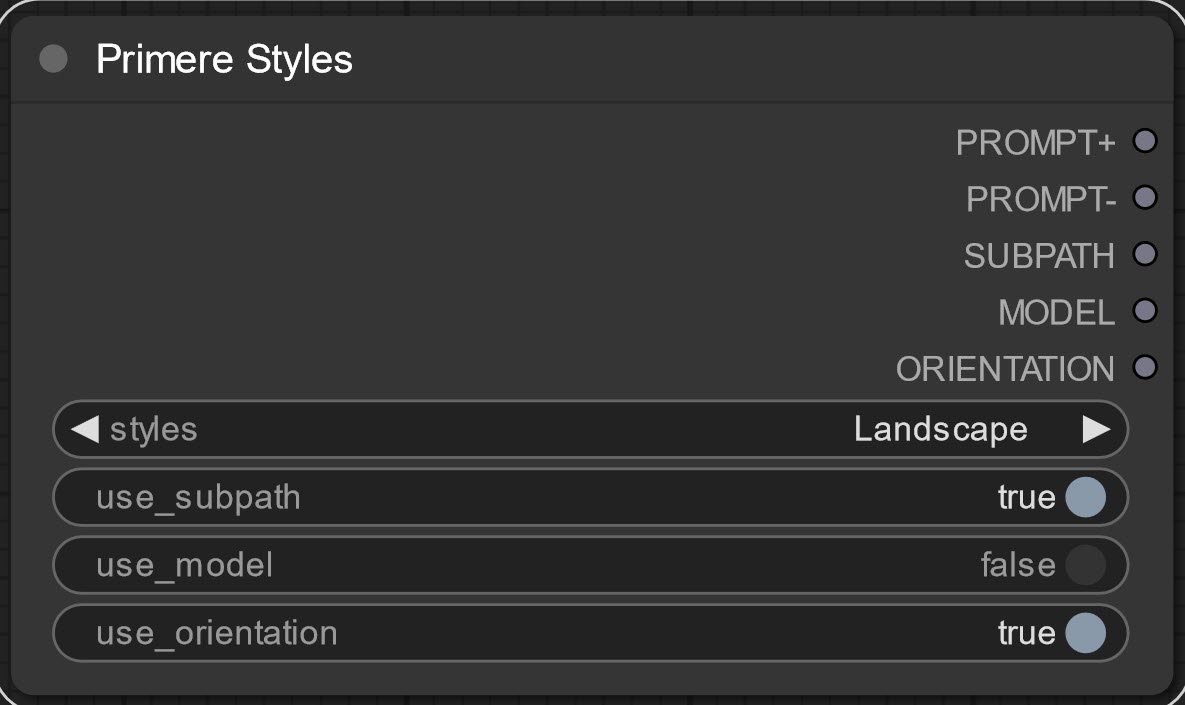 Primere Styles
PROMPT+
PROMPT-
SUBPATH
MODEL
ORIENTATION
styles Landscape
use_subpath true
use_model false
use_orientation true